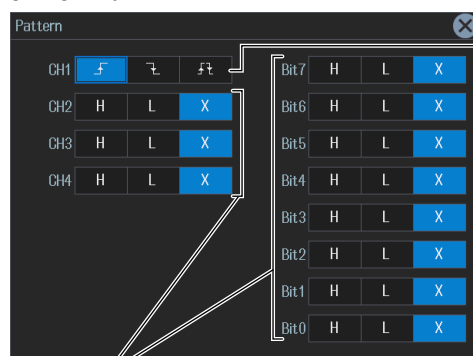 Pattern
CH1
CH2 H L X
CH3 H L X
CH4 H L X
Bit7 H L X
Bit6 H L X
Bit5 H L X
Bit4 H L X
Bit3 H L X
Bit2 H L X
Bit1 H L X
Bit0 H L X